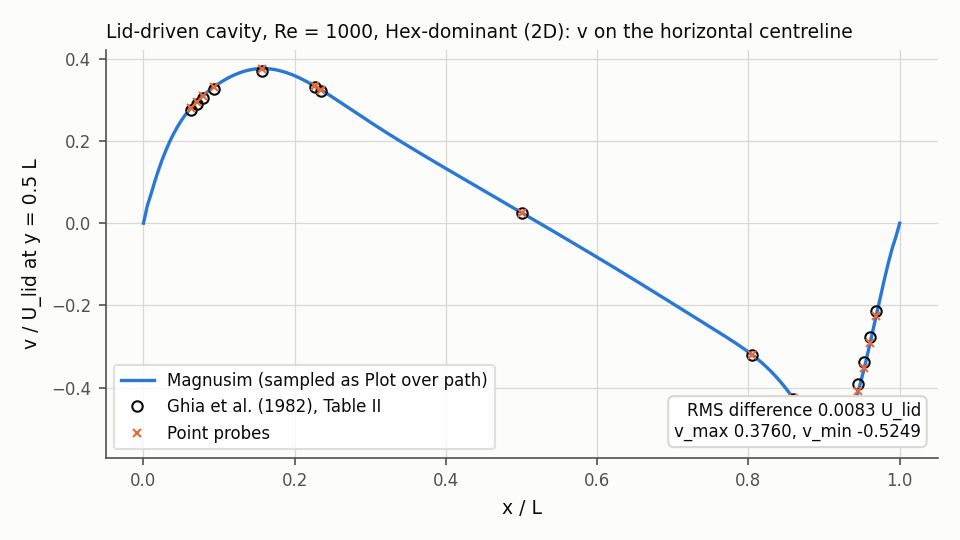 Lid-driven cavity, Re = 1000, Hex-dominant (2D): v on the horizontal centreline
v / U_lid at y = 0.5 L
0.4
0.2
0.0
−0.2
−0.4
Magnusim (sampled as Plot over path)
Ghia et al. (1982), Table II
Point probes
RMS difference 0.0083 U_lid
v_max 0.3760, v_min -0.5249
0.0
0.2
0.4
0.6
0.8
1.0
x / L